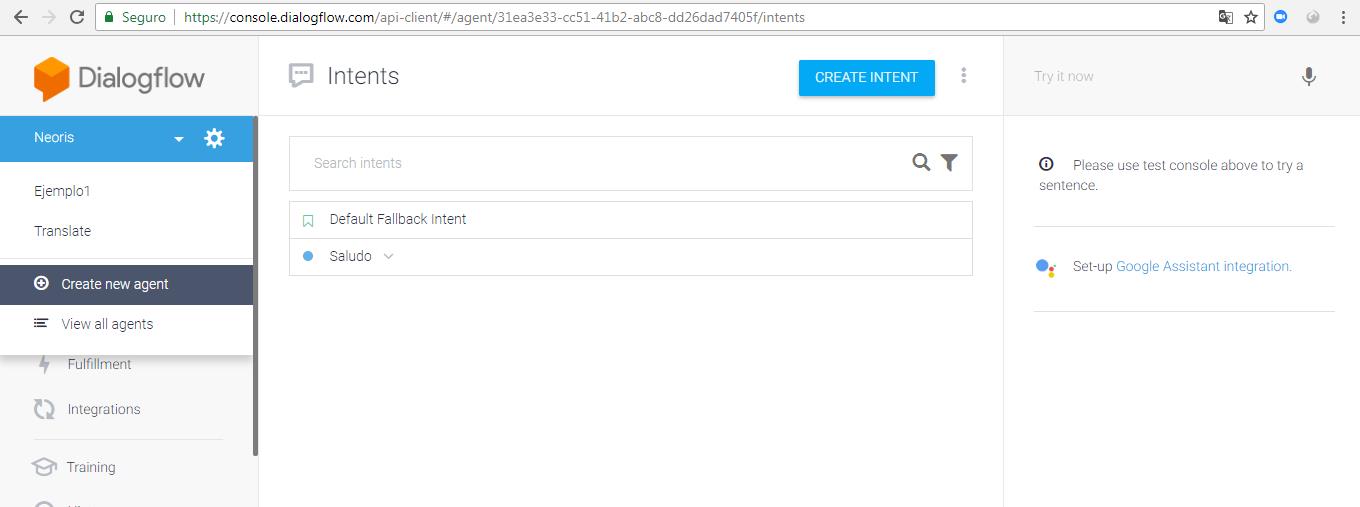 Seguro https://console.dialogflow.com/api-client/#/agent/31ea3e33-cc51-41b2-abc8-dd26dad7405f/intents
Dialogflow
Neoris
Ejemplo1
Translate
Create new agent
View all agents
Fulfillment
Integrations
Training
Intents
CREATE INTENT
Search intents
Default Fallback Intent
Saludo
Try it now
Please use test console above to try a
sentence.
Set-up Google Assistant integration.